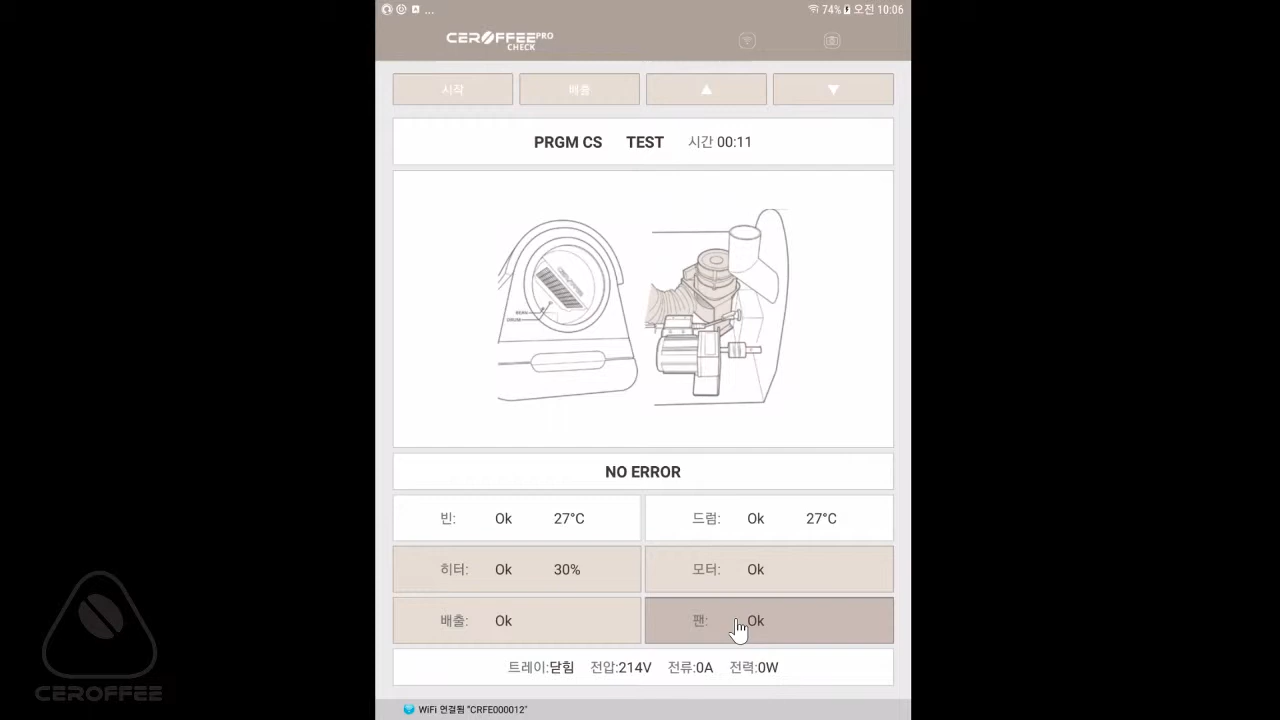 ... 74% 오전 10:06
CEROFFEE PRO
CHECK
시작 배출 ▲ ▼
PRGM CS TEST 시간 00:11
CEROFFEE
NO ERROR
빈: Ok 27°C 드럼: Ok 27°C
히터: Ok 30% 모터: Ok
배출: Ok 팬: Ok
트레이:닫힘 전압:214V 전류:0A 전력:0W
CEROFFEE
WiFi 연결됨 "CRFE000012"